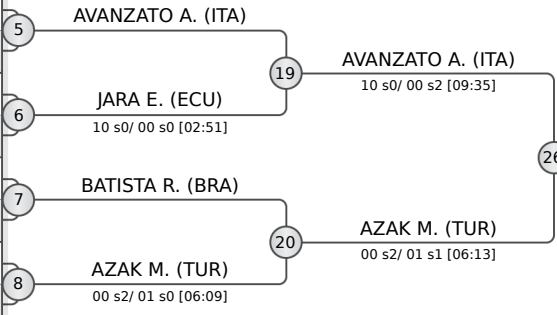 AVANZATO A. (ITA)
5
19
AVANZATO A. (ITA)
10 s0/ 00 s2 [09:35]
JARA E. (ECU)
6
10 s0/ 00 s0 [02:51]
26
BATISTA R. (BRA)
7
20
AZAK M. (TUR)
00 s2/ 01 s1 [06:13]
AZAK M. (TUR)
8
00 s2/ 01 s0 [06:09]